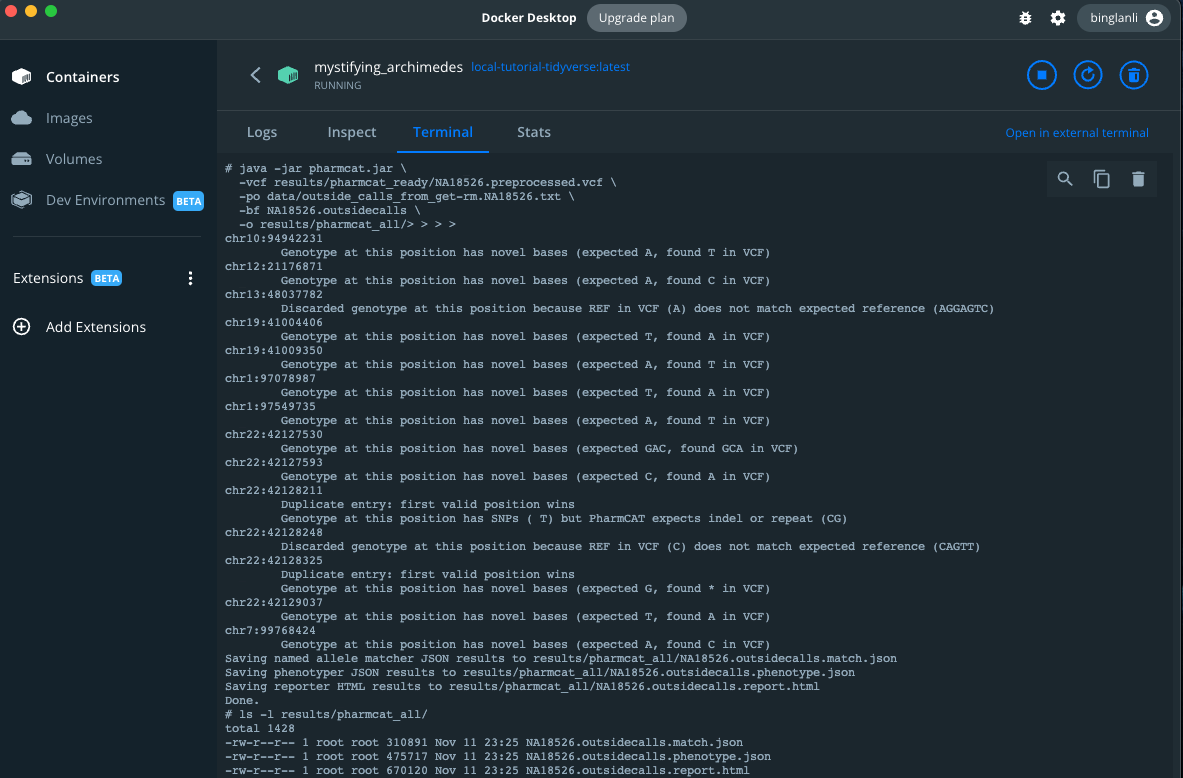 Docker Desktop Upgrade plan binglanli
Containers
Images
Volumes
Dev Environments BETA
Extensions BETA
Add Extensions
mystifying_archimedes local-tutorial-tidyverse:latest
RUNNING
Logs Inspect Terminal Stats Open in external terminal
# java -jar pharmcat.jar \
-vcf results/pharmcat_ready/NA18526.preprocessed.vcf \
-po data/outside_calls_from_get-rm.NA18526.txt \
-bf NA18526.outsidecalls \
-o results/pharmcat_all/> > > >
chr10:94942231
Genotype at this position has novel bases (expected A, found T in VCF)
chr12:21176871
Genotype at this position has novel bases (expected A, found C in VCF)
chr13:48037782
Discarded genotype at this position because REF in VCF (A) does not match expected reference (AGGAGTC)
chr19:41004406
Genotype at this position has novel bases (expected T, found A in VCF)
chr19:41009350
Genotype at this position has novel bases (expected A, found T in VCF)
chr1:97078987
Genotype at this position has novel bases (expected T, found A in VCF)
chr1:97549735
Genotype at this position has novel bases (expected A, found T in VCF)
chr22:42127530
Genotype at this position has novel bases (expected GAC, found GCA in VCF)
chr22:42127593
Genotype at this position has novel bases (expected C, found A in VCF)
chr22:42128211
Duplicate entry: first valid position wins
Genotype at this position has SNPs ( T) but PharmCAT expects indel or repeat (CG)
chr22:42128248
Discarded genotype at this position because REF in VCF (C) does not match expected reference (CAGTT)
chr22:42128325
Duplicate entry: first valid position wins
Genotype at this position has novel bases (expected G, found * in VCF)
chr22:42129037
Genotype at this position has novel bases (expected T, found A in VCF)
chr7:99768424
Genotype at this position has novel bases (expected A, found C in VCF)
Saving named allele matcher JSON results to results/pharmcat_all/NA18526.outsidecalls.match.json
Saving phenotyper JSON results to results/pharmcat_all/NA18526.outsidecalls.phenotype.json
Saving reporter HTML results to results/pharmcat_all/NA18526.outsidecalls.report.html
Done.
# ls -l results/pharmcat_all/
total 1428
-rw-r--r-- 1 root root 310891 Nov 11 23:25 NA18526.outsidecalls.match.json
-rw-r--r-- 1 root root 475717 Nov 11 23:25 NA18526.outsidecalls.phenotype.json
-rw-r--r-- 1 root root 670120 Nov 11 23:25 NA18526.outsidecalls.report.html